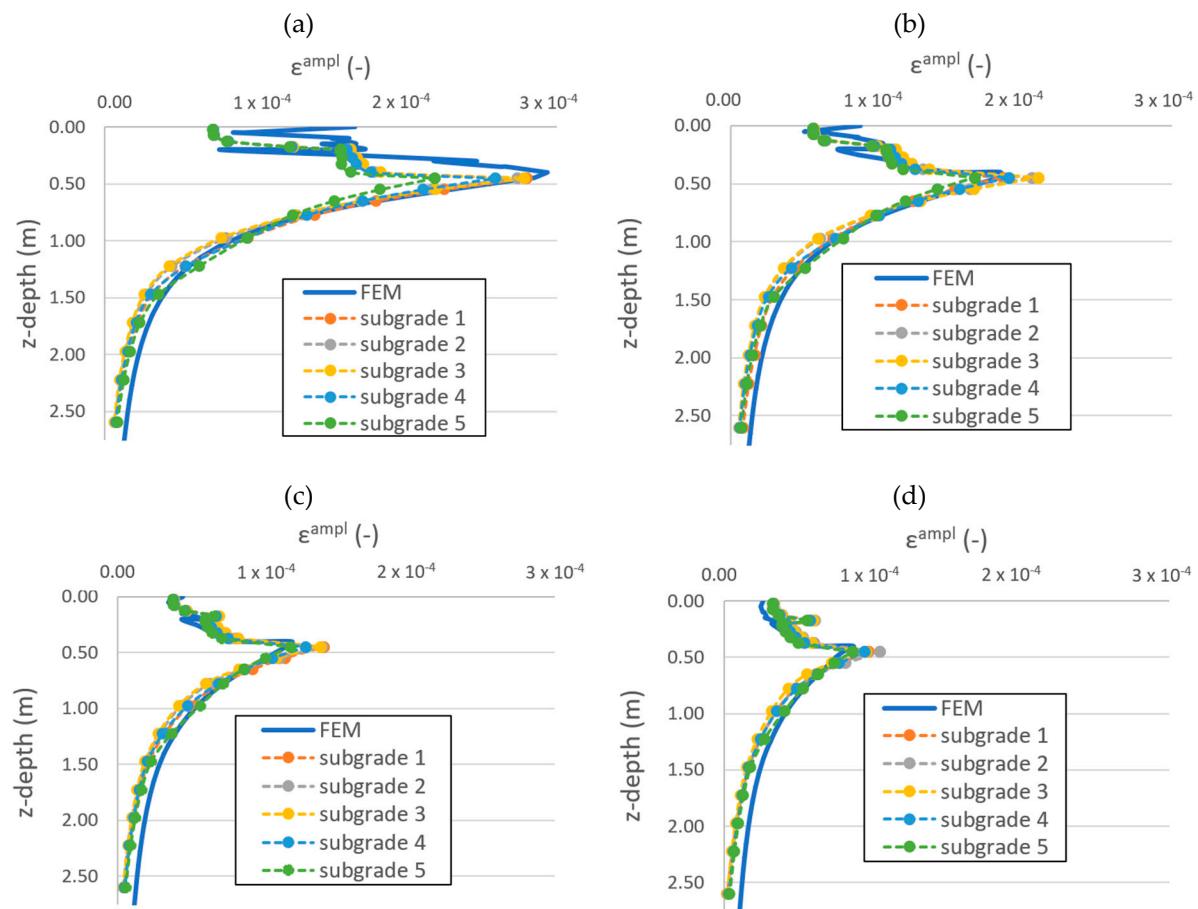 (a)
ε^ampl (-)
0.00 1 x 10⁻⁴ 2 x 10⁻⁴ 3 x 10⁻⁴
0.00
0.50
1.00
1.50
2.00
2.50
z-depth (m)
FEM
subgrade 1
subgrade 2
subgrade 3
subgrade 4
subgrade 5
(b)
ε^ampl (-)
0.00 1 x 10⁻⁴ 2 x 10⁻⁴ 3 x 10⁻⁴
0.00
0.50
1.00
1.50
2.00
2.50
z-depth (m)
FEM
subgrade 1
subgrade 2
subgrade 3
subgrade 4
subgrade 5
(c)
ε^ampl (-)
0.00 1 x 10⁻⁴ 2 x 10⁻⁴ 3 x 10⁻⁴
0.00
0.50
1.00
1.50
2.00
2.50
z-depth (m)
FEM
subgrade 1
subgrade 2
subgrade 3
subgrade 4
subgrade 5
(d)
ε^ampl (-)
0.00 1 x 10⁻⁴ 2 x 10⁻⁴ 3 x 10⁻⁴
0.00
0.50
1.00
1.50
2.00
2.50
z-depth (m)
FEM
subgrade 1
subgrade 2
subgrade 3
subgrade 4
subgrade 5